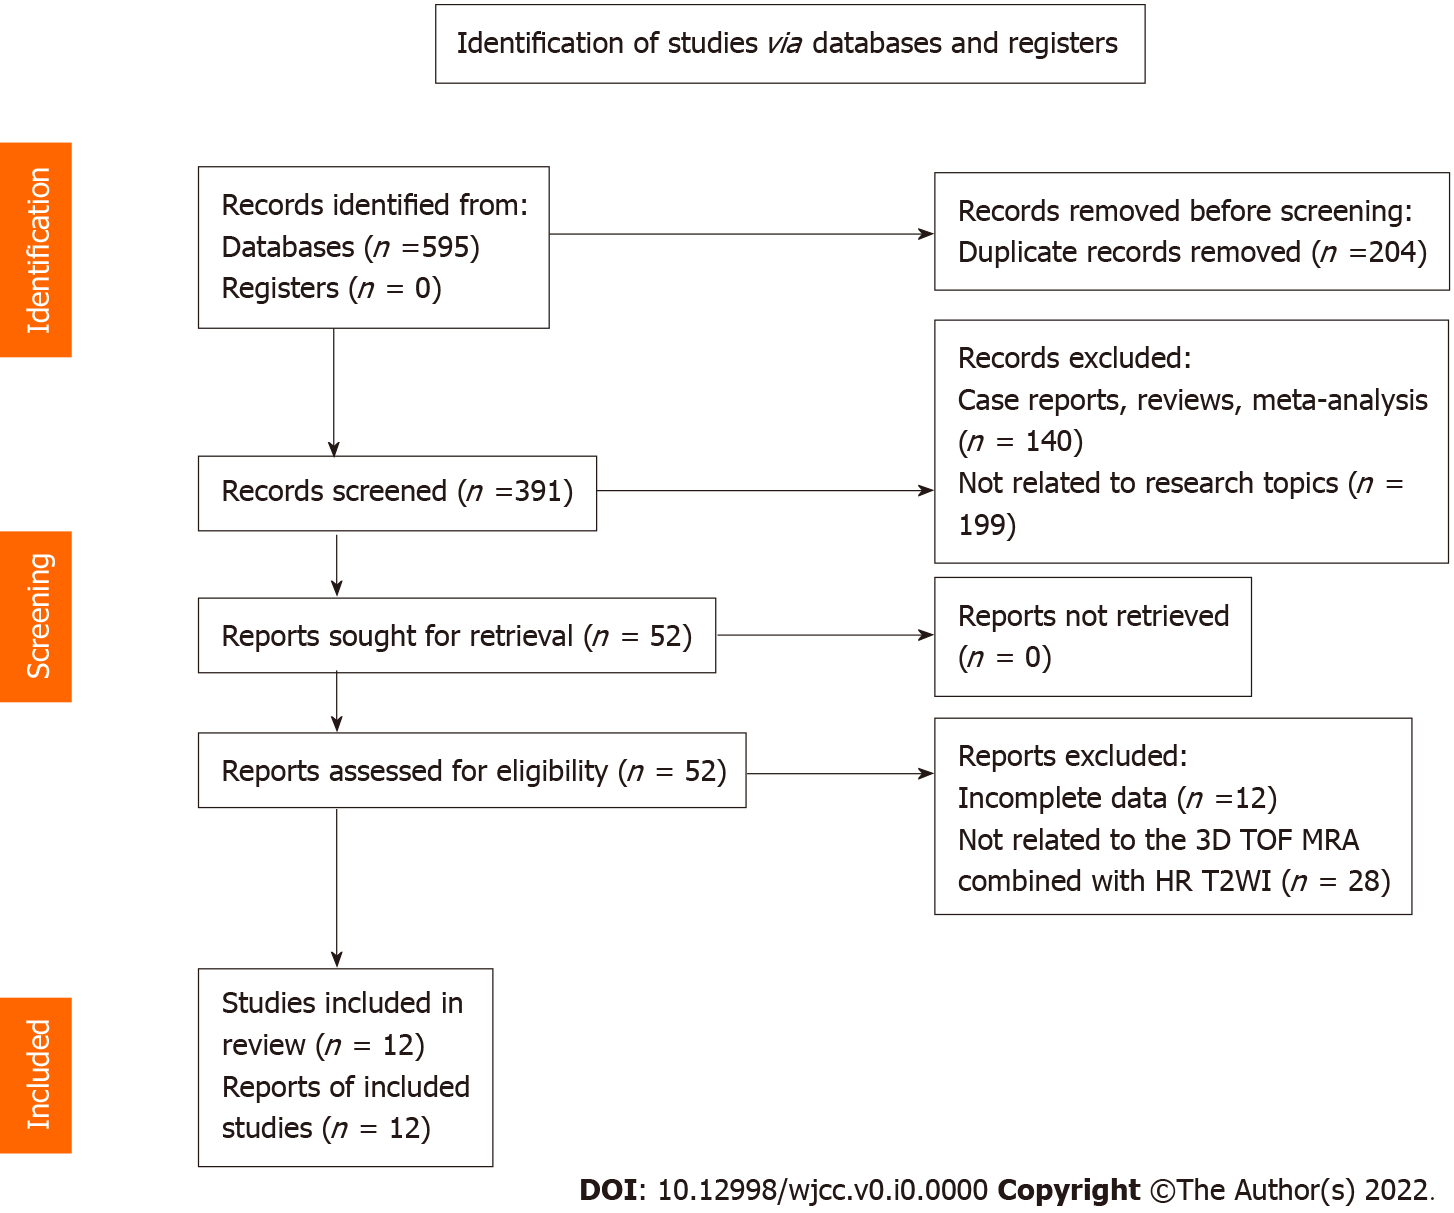 Identification of studies via databases and registers
Identification
Records identified from:
Databases (n =595)
Registers (n = 0)
Records removed before screening:
Duplicate records removed (n =204)
Records excluded:
Case reports, reviews, meta-analysis
(n = 140)
Not related to research topics (n =
199)
Screening
Records screened (n =391)
Reports sought for retrieval (n = 52)
Reports not retrieved
(n = 0)
Reports assessed for eligibility (n = 52)
Reports excluded:
Incomplete data (n =12)
Not related to the 3D TOF MRA
combined with HR T2WI (n = 28)
Included
Studies included in
review (n = 12)
Reports of included
studies (n = 12)
DOI: 10.12998/wjcc.v0.i0.0000 Copyright ©The Author(s) 2022.